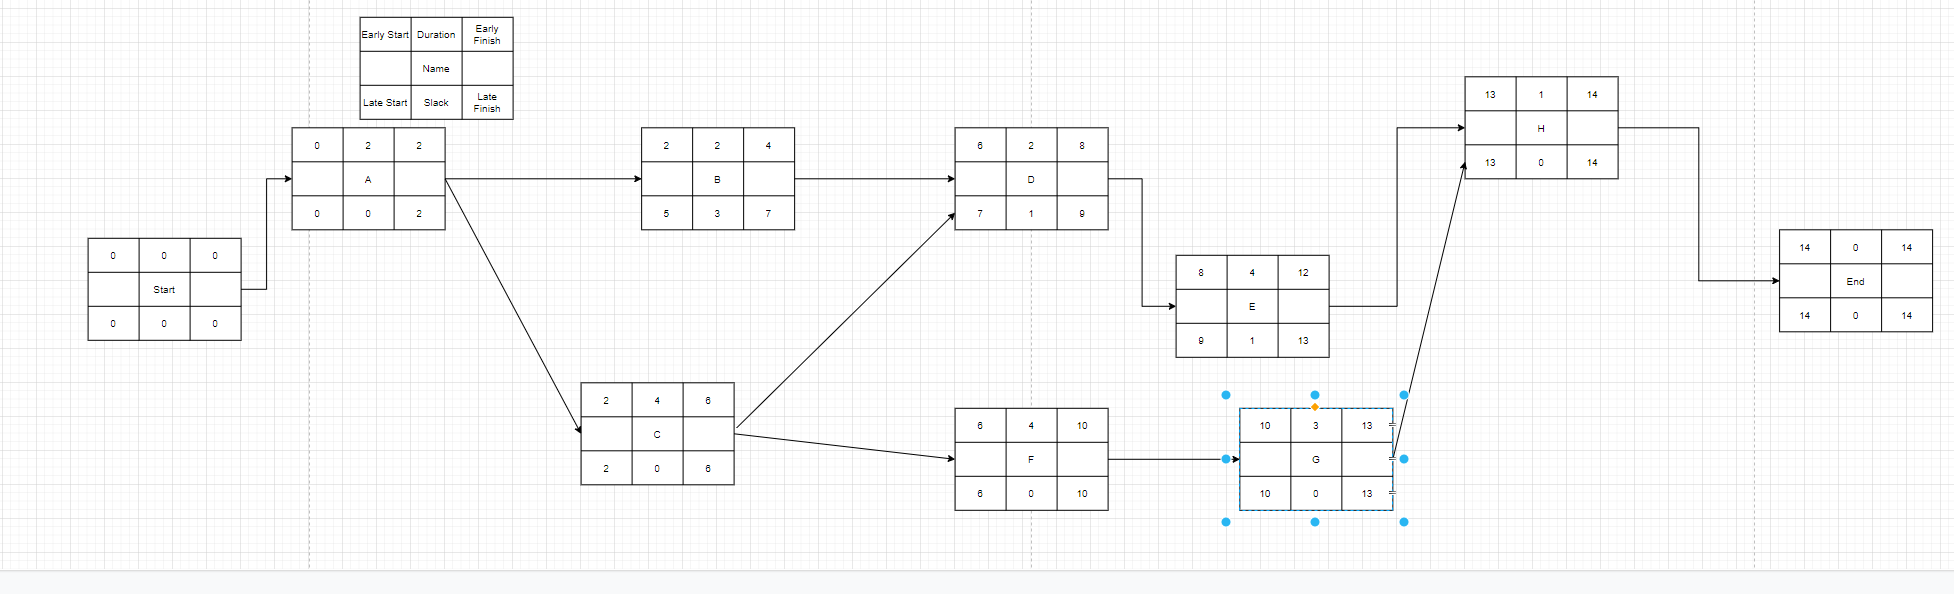 Early Start Duration Early Finish
Name
Late Start Slack Late Finish
0 2 2
A
0 0 2
2 2 4
B
5 3 7
6 2 8
D
7 1 9
13 1 14
H
13 0 14
0 0 0
Start
0 0 0
8 4 12
E
9 1 13
14 0 14
End
14 0 14
2 4 6
C
2 0 6
6 4 10
F
6 0 10
10 3 13
G
10 0 13